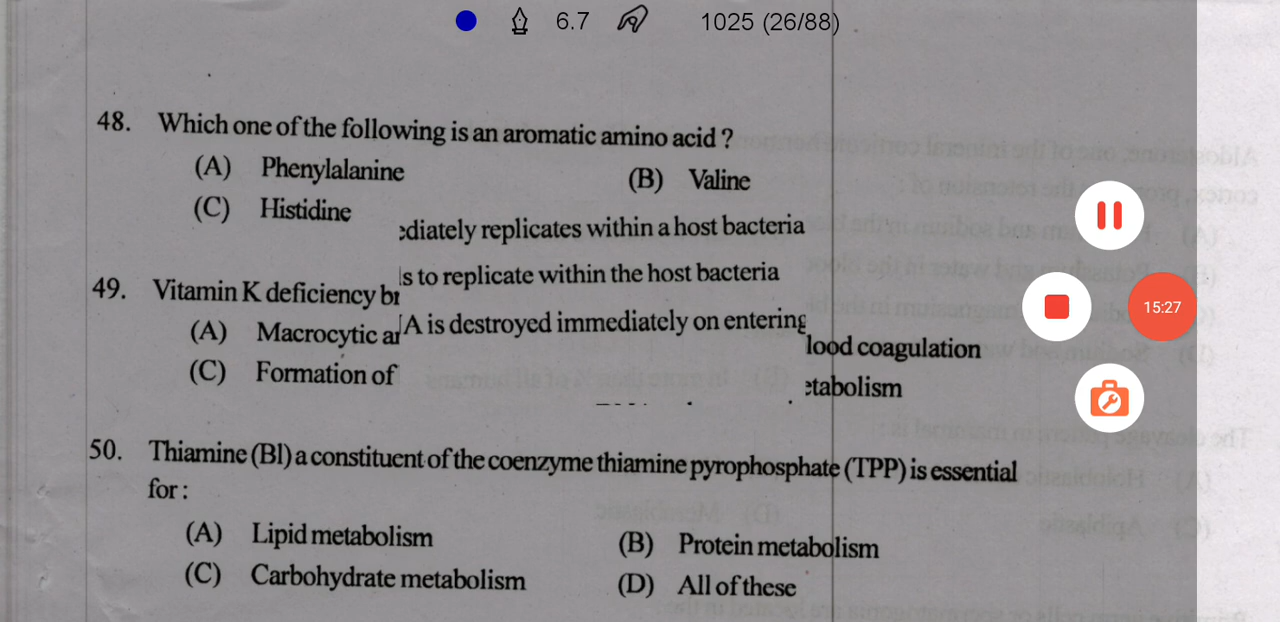 6.7 1025 (26/88)
48. Which one of the following is an aromatic amino acid ?
(A) Phenylalanine (B) Valine
(C) Histidine
ediately replicates within a host bacteria
s to replicate within the host bacteria
49. Vitamin K deficiency
A is destroyed immediately on entering
(A) Macrocytic
lood coagulation
(C) Formation of
etabolism
50. Thiamine (Bl) a constituent of the coenzyme thiamine pyrophosphate (TPP) is essential
for :
(A) Lipid metabolism (B) Protein metabolism
(C) Carbohydrate metabolism (D) All of these
15:27